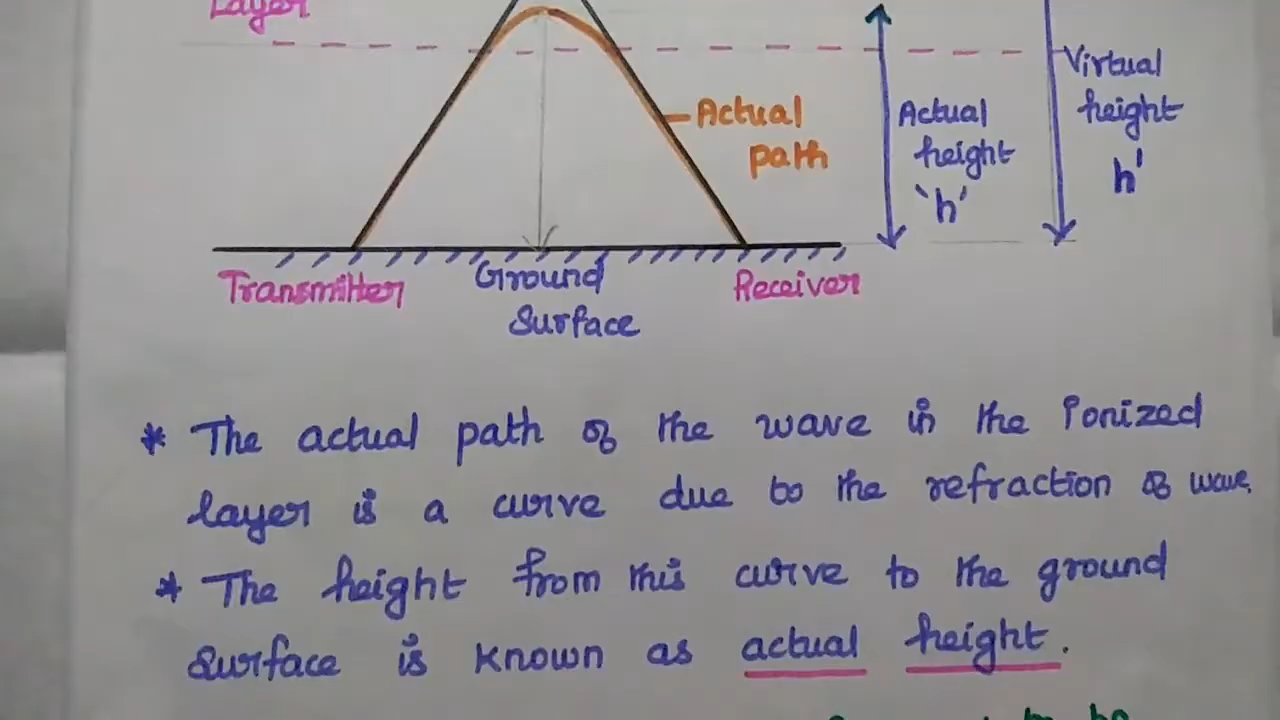 Layer
Virtual
height
h'
Actual
height
'h'
Actual
path
Transmitter
Ground
Surface
Receiver
* The actual path of the wave in the ionized
layer is a curve due to the refraction of wave.
* The height from this curve to the ground
surface is known as actual height.